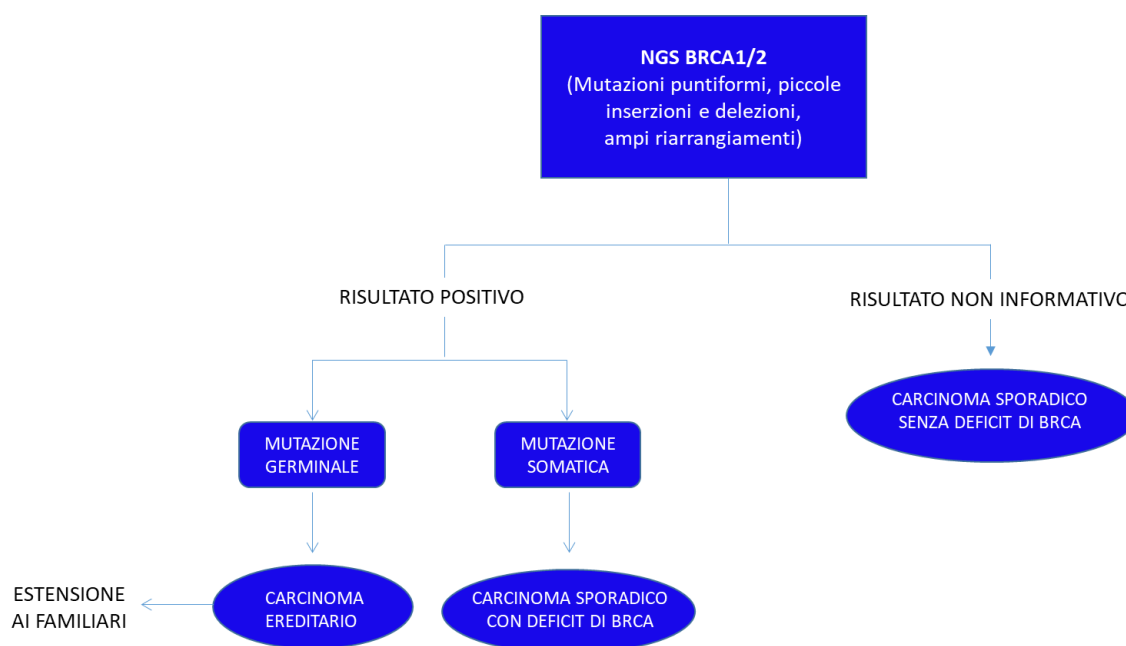 NGS BRCA1/2
(Mutazioni puntiformi, piccole
inserzioni e delezioni,
ampi riarrangiamenti)
RISULTATO POSITIVO
RISULTATO NON INFORMATIVO
CARCINOMA SPORADICO
SENZA DEFICIT DI BRCA
MUTAZIONE
GERMINALE
MUTAZIONE
SOMATICA
ESTENSIONE
AI FAMILIARI
CARCINOMA
EREDITARIO
CARCINOMA SPORADICO
CON DEFICIT DI BRCA